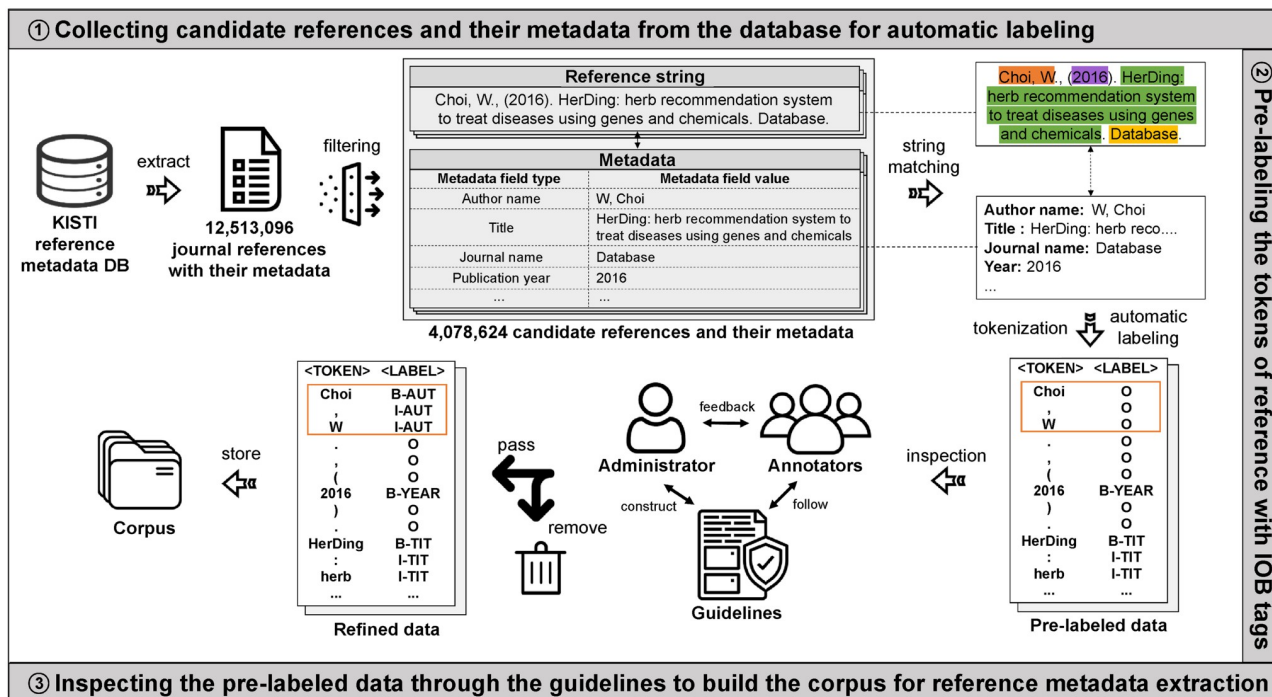 ① Collecting candidate references and their metadata from the database for automatic labeling
② Pre-labeling the tokens of reference with IOB tags
KISTI
reference
metadata DB
extract
12,513,096
journal references
with their metadata
filtering
Reference string
Choi, W., (2016). HerDing: herb recommendation system
to treat diseases using genes and chemicals. Database.
Metadata
Metadata field type Metadata field value
Author name W, Choi
Title HerDing: herb recommendation system to
treat diseases using genes and chemicals
Journal name Database
Publication year 2016
... ...
4,078,624 candidate references and their metadata
string
matching
Choi, W., (2016). HerDing:
herb recommendation system
to treat diseases using genes
and chemicals. Database.
Author name: W, Choi
Title : HerDing: herb reco....
Journal name: Database
Year: 2016
...
tokenization
automatic
labeling
<TOKEN> <LABEL>
Choi O
, O
W O
. O
, O
( O
2016 B-YEAR
) O
. O
HerDing B-TIT
: I-TIT
herb I-TIT
... ...
Pre-labeled data
inspection
feedback
Administrator
Annotators
construct
follow
Guidelines
pass
remove
<TOKEN> <LABEL>
Choi B-AUT
, I-AUT
W I-AUT
. O
, O
( O
2016 B-YEAR
) O
. O
HerDing B-TIT
: I-TIT
herb I-TIT
... ...
Refined data
store
Corpus
③ Inspecting the pre-labeled data through the guidelines to build the corpus for reference metadata extraction